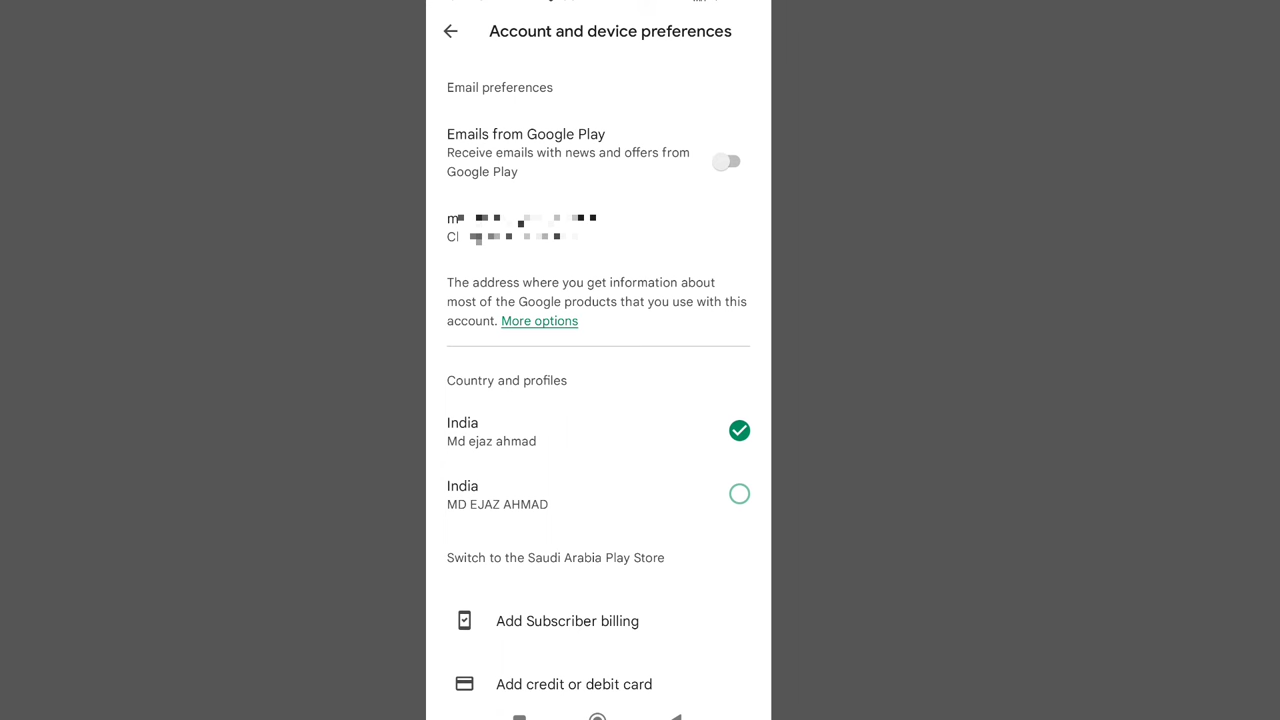 Account and device preferences
Email preferences
Emails from Google Play
Receive emails with news and offers from
Google Play
The address where you get information about
most of the Google products that you use with this
account. More options
Country and profiles
India
Md ejaz ahmad
India
MD EJAZ AHMAD
Switch to the Saudi Arabia Play Store
Add Subscriber billing
Add credit or debit card